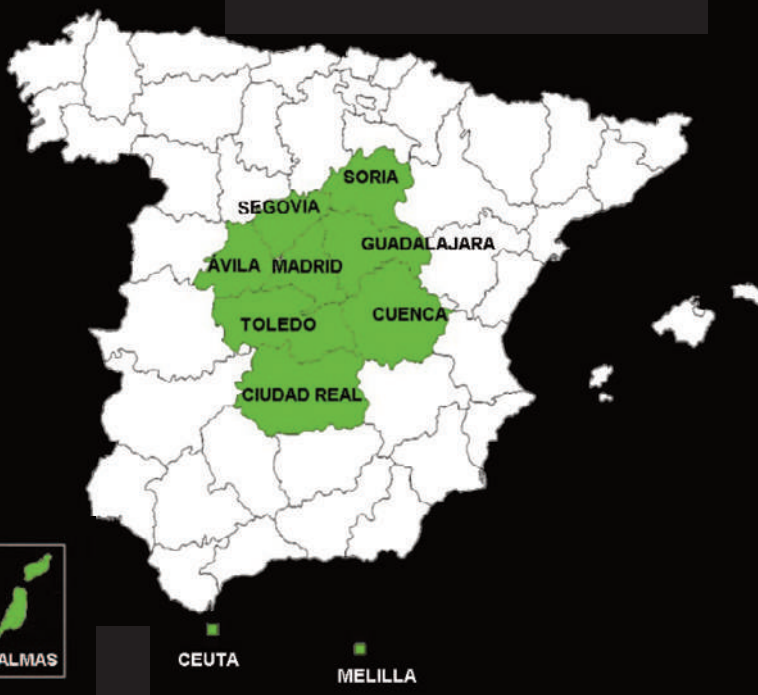 SORIA
SEGOVIA
GUADALAJARA
ÁVILA MADRID
CUENCA
TOLEDO
CIUDAD REAL
ALMAS
CEUTA
MELILLA